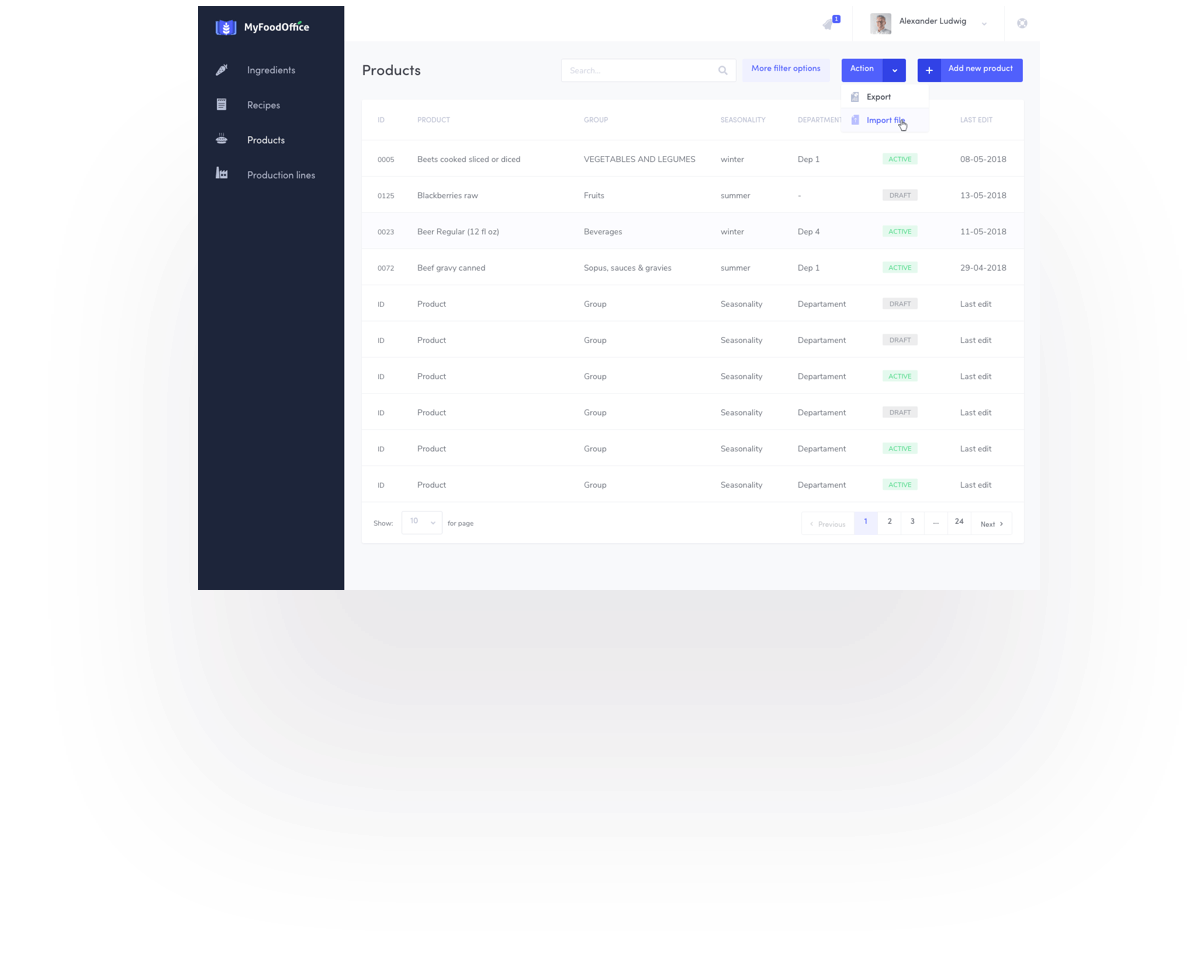 MyFoodOffice
1
Alexander Ludwig
Ingredients
Recipes
Products
Production lines
Products
Search...
More filter options
Action
Add new product
Export
Import file
ID PRODUCT GROUP SEASONALITY DEPARTMENT LAST EDIT
0005 Beets cooked sliced or diced VEGETABLES AND LEGUMES winter Dep 1 ACTIVE 08-05-2018
0125 Blackberries raw Fruits summer - DRAFT 13-05-2018
0023 Beer Regular (12 fl oz) Beverages winter Dep 4 ACTIVE 11-05-2018
0072 Beef gravy canned Sopus, sauces & gravies summer Dep 1 ACTIVE 29-04-2018
ID Product Group Seasonality Departament DRAFT Last edit
ID Product Group Seasonality Departament DRAFT Last edit
ID Product Group Seasonality Departament ACTIVE Last edit
ID Product Group Seasonality Departament DRAFT Last edit
ID Product Group Seasonality Departament ACTIVE Last edit
ID Product Group Seasonality Departament ACTIVE Last edit
Show: 10 for page
Previous 1 2 3 ... 24 Next